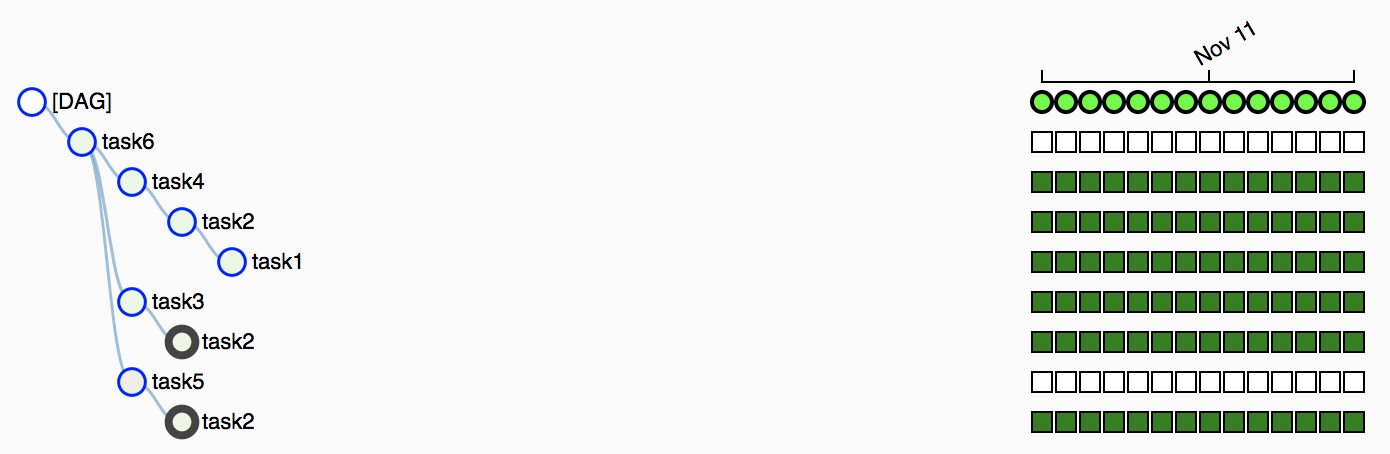 Nov 11
[DAG]
task6
task4
task2
task1
task3
task2
task5
task2